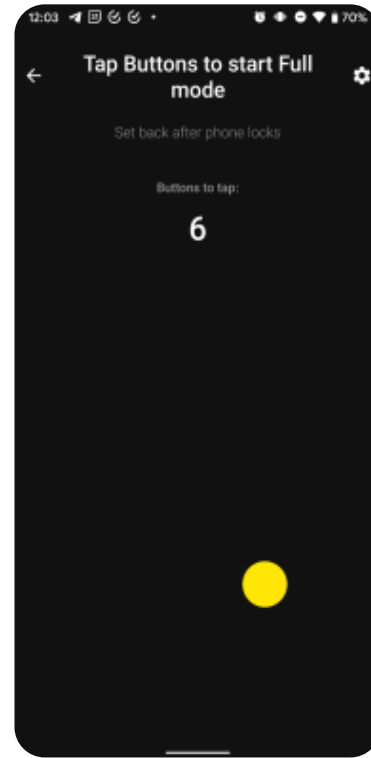 12:03 70%
Tap Buttons to start Full
mode
Set back after phone locks
Buttons to tap:
6